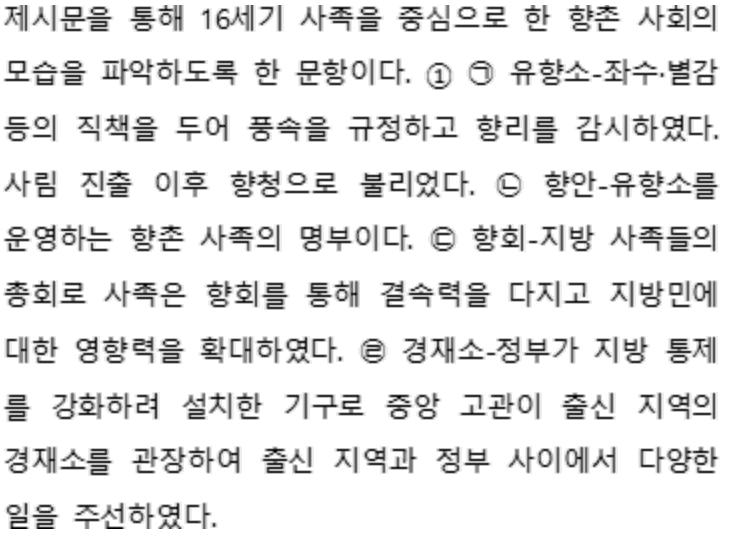 제시문을 통해 16세기 사족을 중심으로 한 향촌 사회의
모습을 파악하도록 한 문항이다. ① ㉠ 유향소-좌수·별감
등의 직책을 두어 풍속을 규정하고 향리를 감시하였다.
사림 진출 이후 향청으로 불리었다. ㉡ 향안-유향소를
운영하는 향촌 사족의 명부이다. ㉢ 향회-지방 사족들의
총회로 사족은 향회를 통해 결속력을 다지고 지방민에
대한 영향력을 확대하였다. ㉣ 경재소-정부가 지방 통제
를 강화하려 설치한 기구로 중앙 고관이 출신 지역의
경재소를 관장하여 출신 지역과 정부 사이에서 다양한
일을 주선하였다.